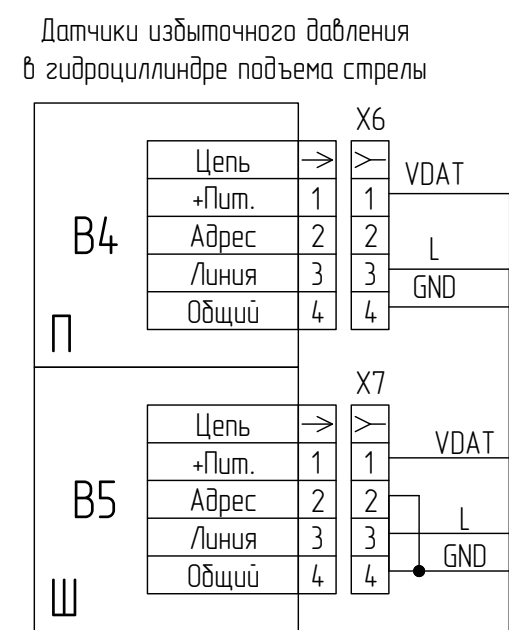 Датчики избыточного давления
в гидроциллиндре подъема стрелы
X6
Цепь
VDAT
+Пит. 1 1
B4
Адрес 2 2
L
Линия 3 3
GND
Общий 4 4
П
X7
Цепь
VDAT
+Пит. 1 1
B5
Адрес 2 2
L
Линия 3 3
GND
Общий 4 4
Ш